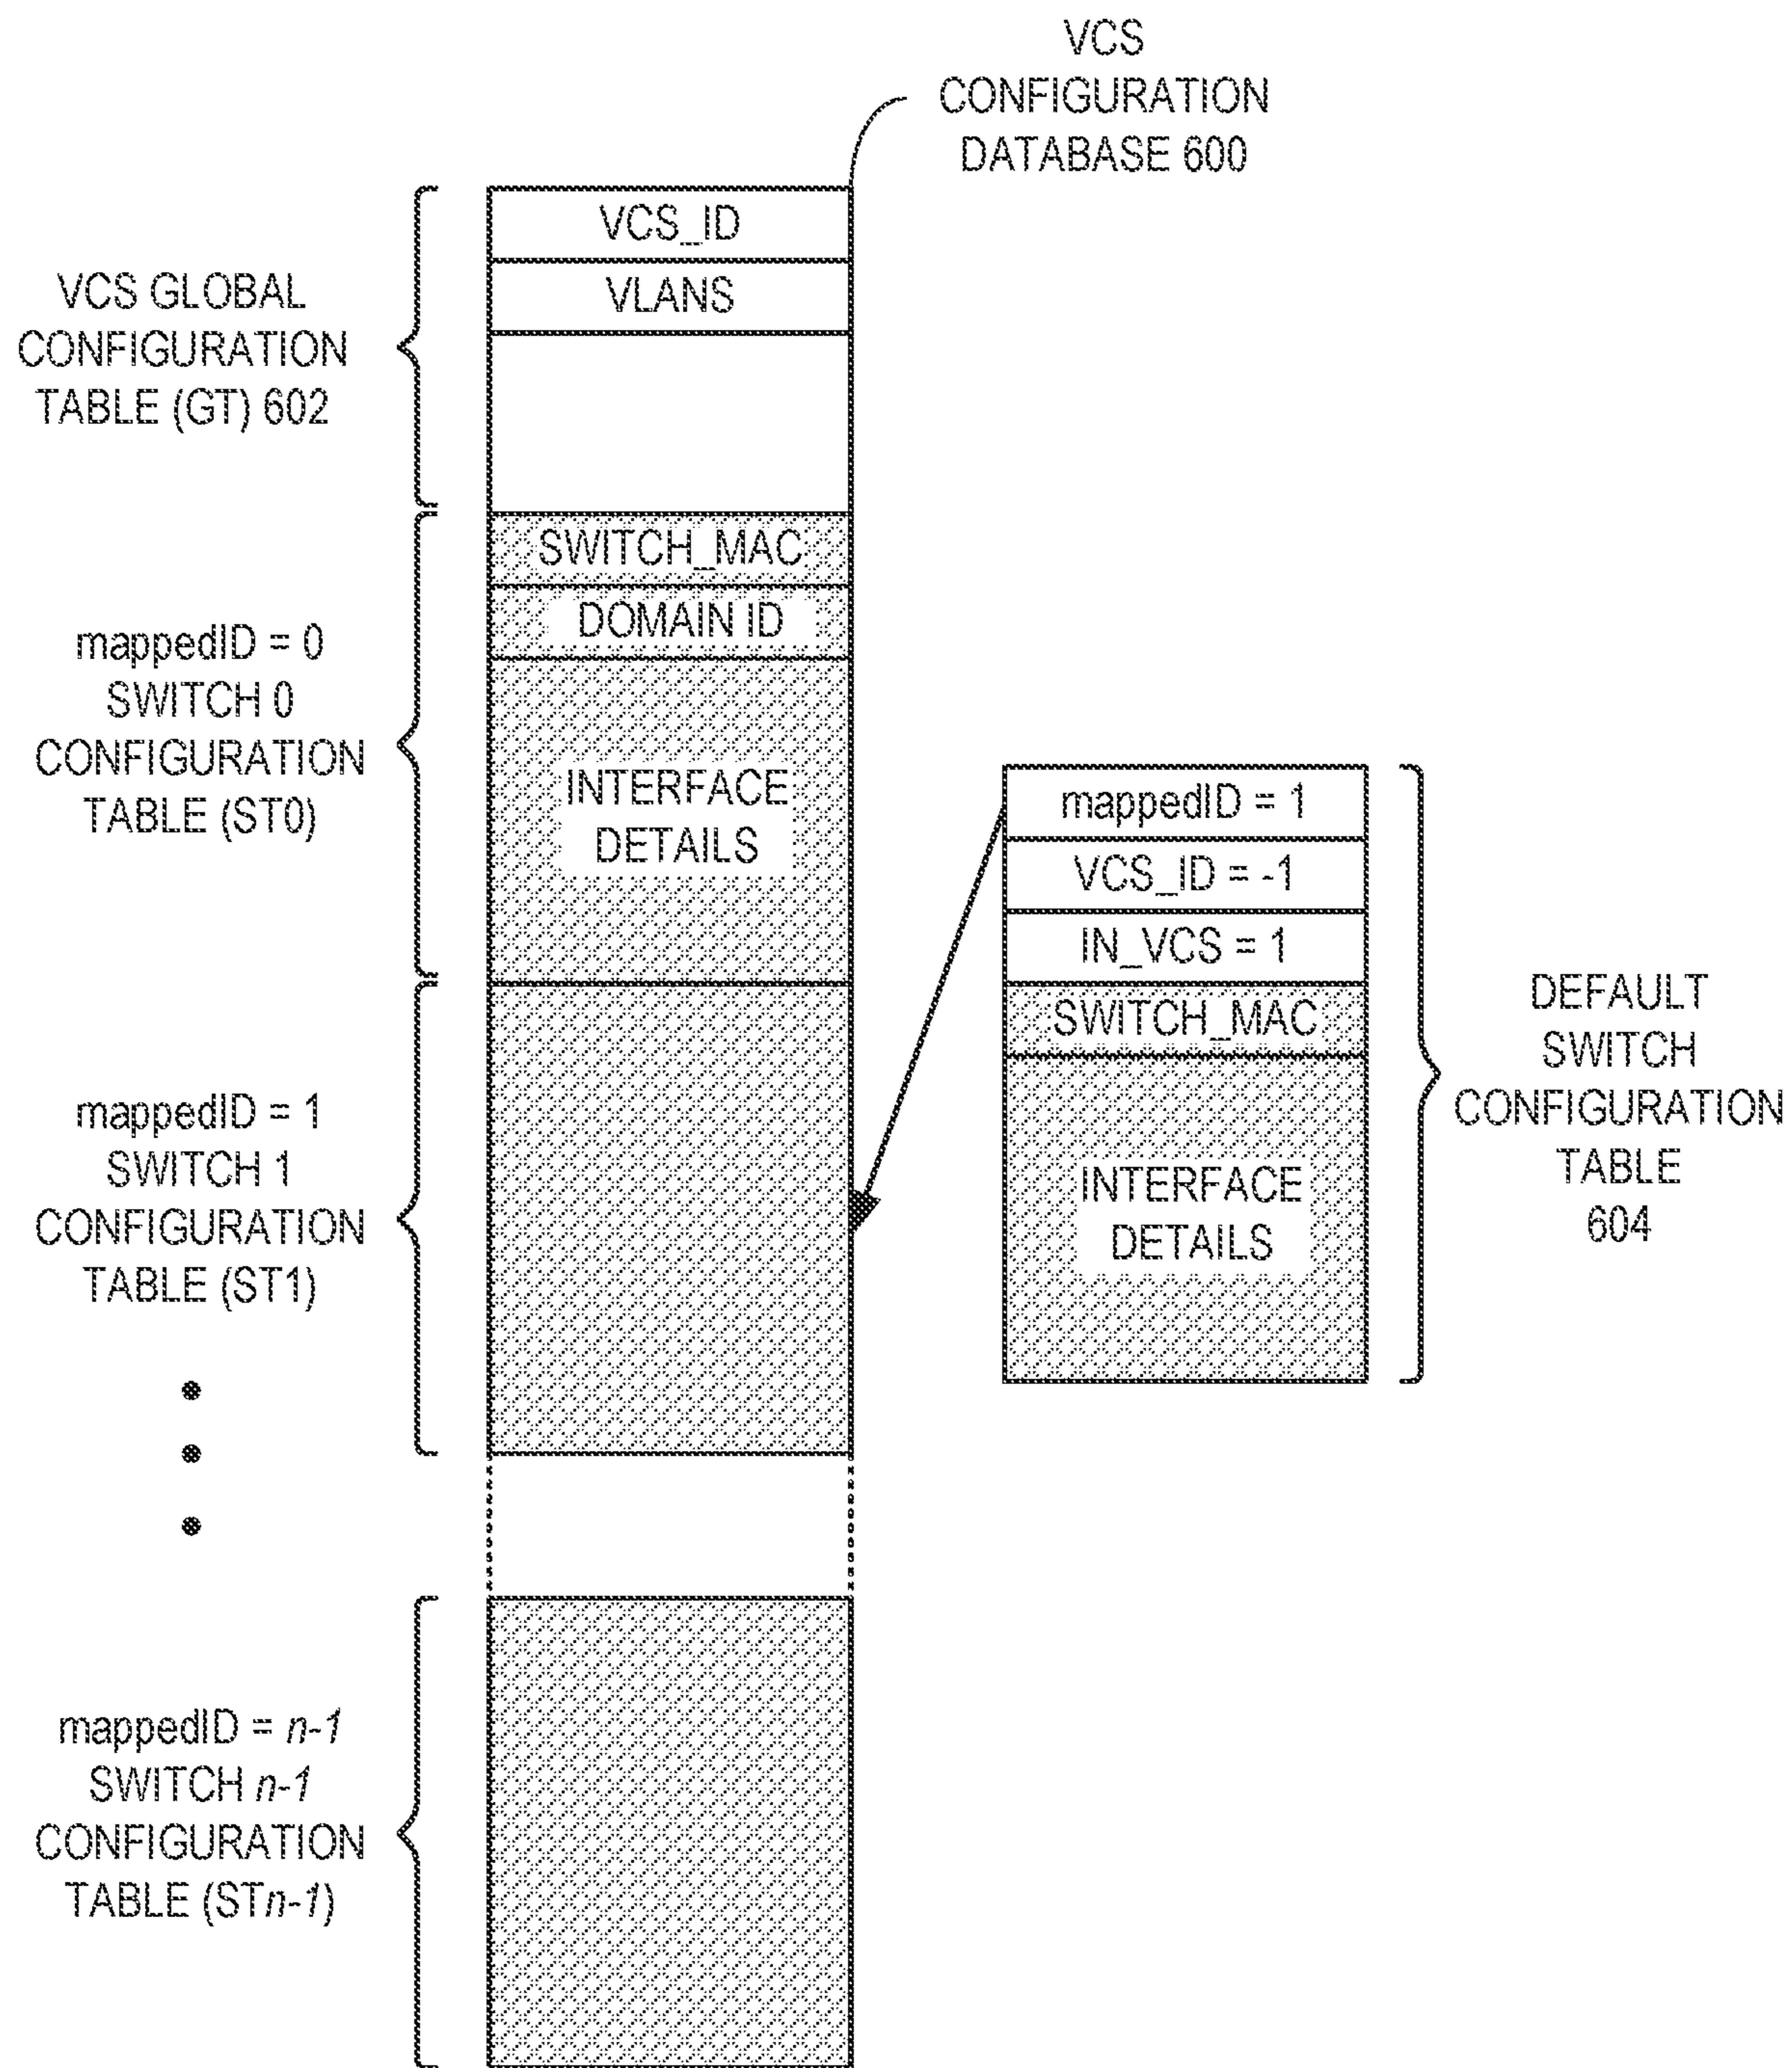 VCS
CONFIGURATION
DATABASE 600
VCS GLOBAL
CONFIGURATION
TABLE (GT) 602
VCS_ID
VLANS
mappedID = 0
SWITCH 0
CONFIGURATION
TABLE (ST0)
SWITCH_MAC
DOMAIN ID
INTERFACE
DETAILS
mappedID = 1
VCS_ID = -1
IN_VCS = 1
SWITCH_MAC
INTERFACE
DETAILS
DEFAULT
SWITCH
CONFIGURATION
TABLE
604
mappedID = 1
SWITCH 1
CONFIGURATION
TABLE (ST1)
mappedID = n-1
SWITCH n-1
CONFIGURATION
TABLE (STn-1)